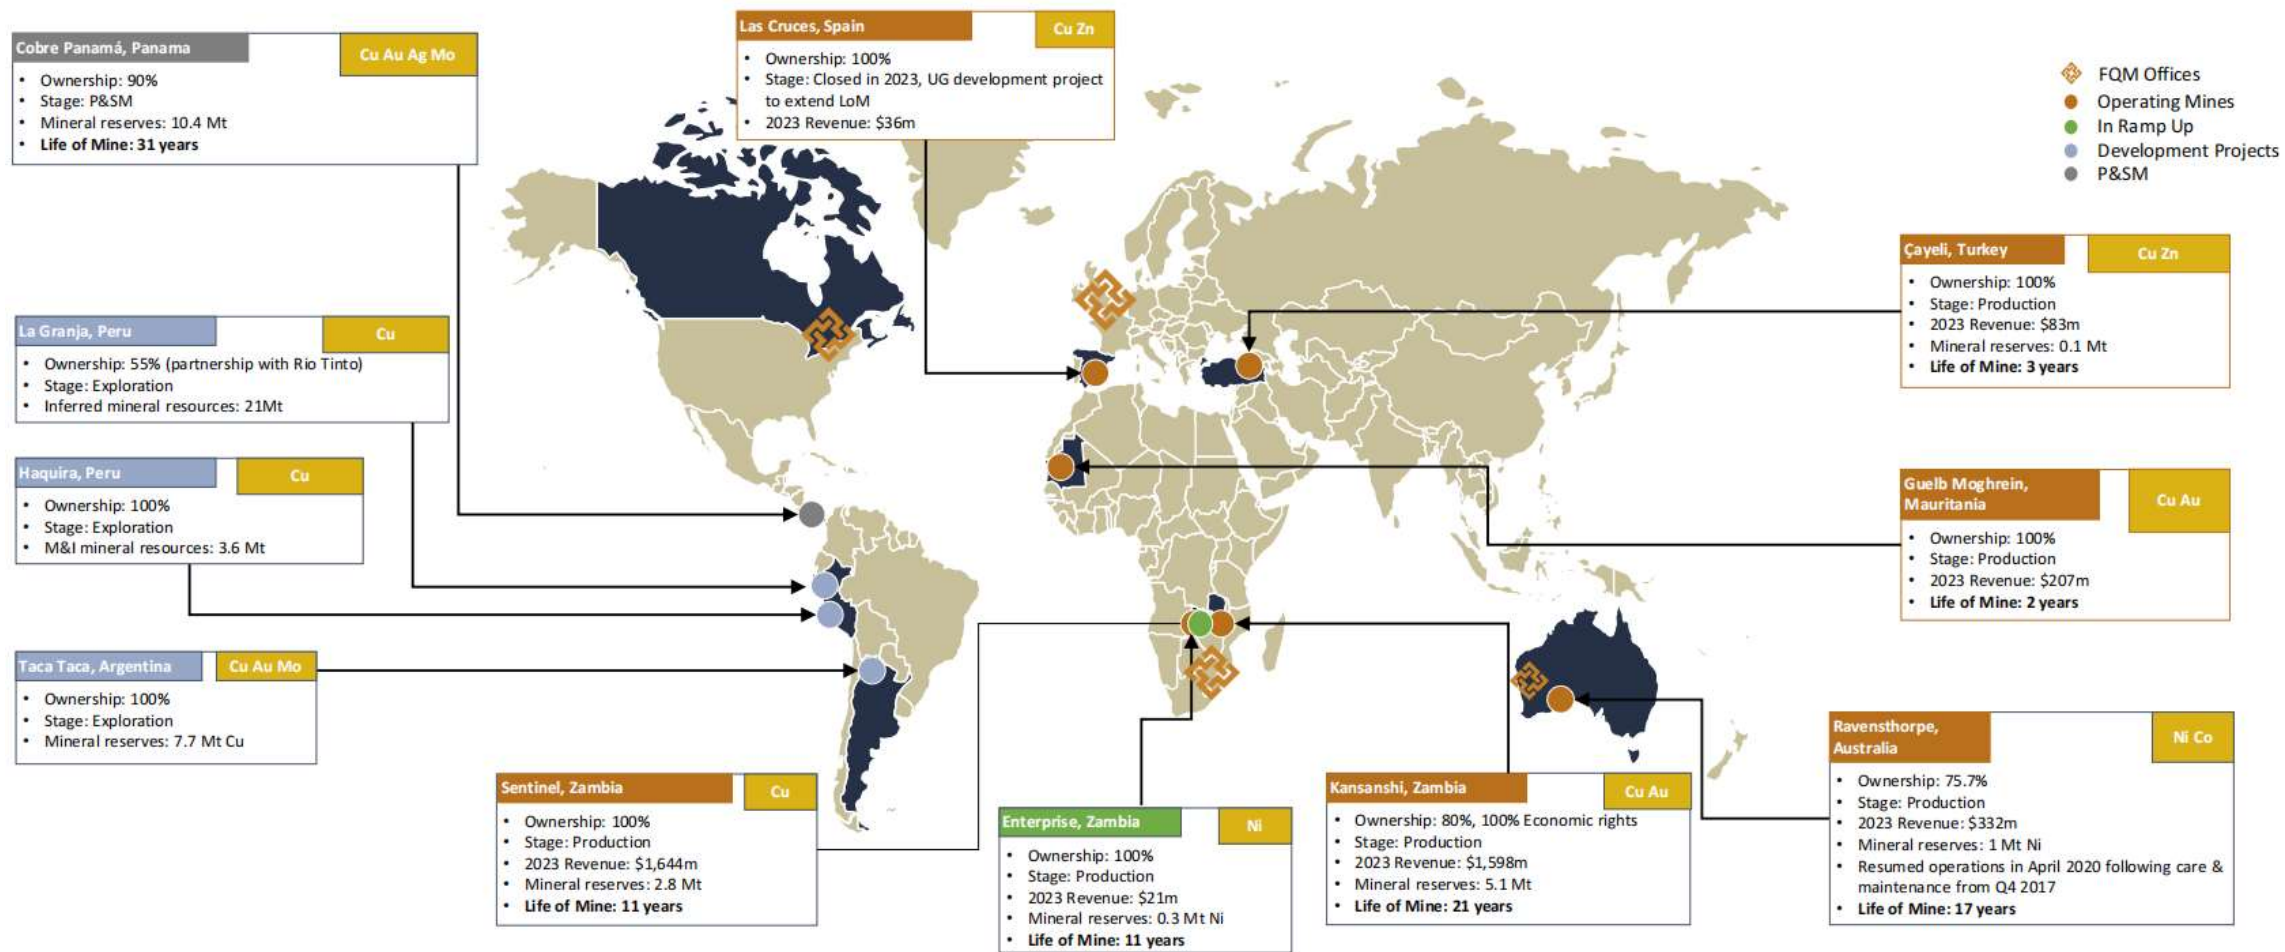 Cobre Panamá, Panama
Cu Au Ag Mo
• Ownership: 90%
• Stage: P&SM
• Mineral reserves: 10.4 Mt
• Life of Mine: 31 years
Las Cruces, Spain
Cu Zn
• Ownership: 100%
• Stage: Closed in 2023, UG development project
to extend LoM
• 2023 Revenue: $36m
FQM Offices
Operating Mines
In Ramp Up
Development Projects
P&SM
Çayeli, Turkey
Cu Zn
• Ownership: 100%
• Stage: Production
• 2023 Revenue: $83m
• Mineral reserves: 0.1 Mt
• Life of Mine: 3 years
La Granja, Peru
Cu
• Ownership: 55% (partnership with Rio Tinto)
• Stage: Exploration
• Inferred mineral resources: 21Mt
Haquira, Peru
Cu
• Ownership: 100%
• Stage: Exploration
• M&I mineral resources: 3.6 Mt
Guelb Moghrein,
Mauritania
Cu Au
• Ownership: 100%
• Stage: Production
• 2023 Revenue: $207m
• Life of Mine: 2 years
Taca Taca, Argentina
Cu Au Mo
• Ownership: 100%
• Stage: Exploration
• Mineral reserves: 7.7 Mt Cu
Sentinel, Zambia
Cu
• Ownership: 100%
• Stage: Production
• 2023 Revenue: $1,644m
• Mineral reserves: 2.8 Mt
• Life of Mine: 11 years
Enterprise, Zambia
Ni
• Ownership: 100%
• Stage: Production
• 2023 Revenue: $21m
• Mineral reserves: 0.3 Mt Ni
• Life of Mine: 11 years
Kansanshi, Zambia
Cu Au
• Ownership: 80%, 100% Economic rights
• Stage: Production
• 2023 Revenue: $1,598m
• Mineral reserves: 5.1 Mt
• Life of Mine: 21 years
Ravensthorpe,
Australia
Ni Co
• Ownership: 75.7%
• Stage: Production
• 2023 Revenue: $332m
• Mineral reserves: 1 Mt Ni
• Resumed operations in April 2020 following care &
maintenance from Q4 2017
• Life of Mine: 17 years